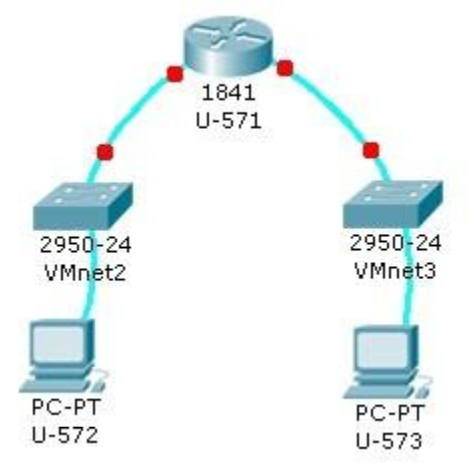 1841
U-571
2950-24
VMnet2
2950-24
VMnet3
PC-PT
U-572
PC-PT
U-573